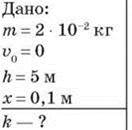 Дано:
m = 2 · 10⁻² кг
v₀ = 0
h = 5 м
x = 0,1 м
k — ?